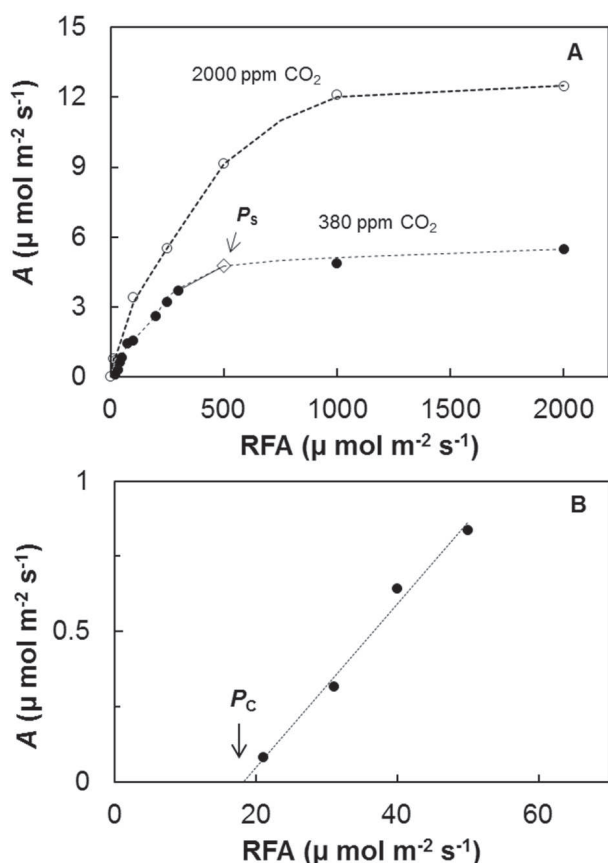 15
A
2000 ppm CO₂
12
9
P_S
380 ppm CO₂
6
3
0
A (µ mol m⁻² s⁻¹)
0 500 1000 1500 2000
RFA (µ mol m⁻² s⁻¹)
1
B
0.5
P_C
0
A (µ mol m⁻² s⁻¹)
0 20 40 60
RFA (µ mol m⁻² s⁻¹)